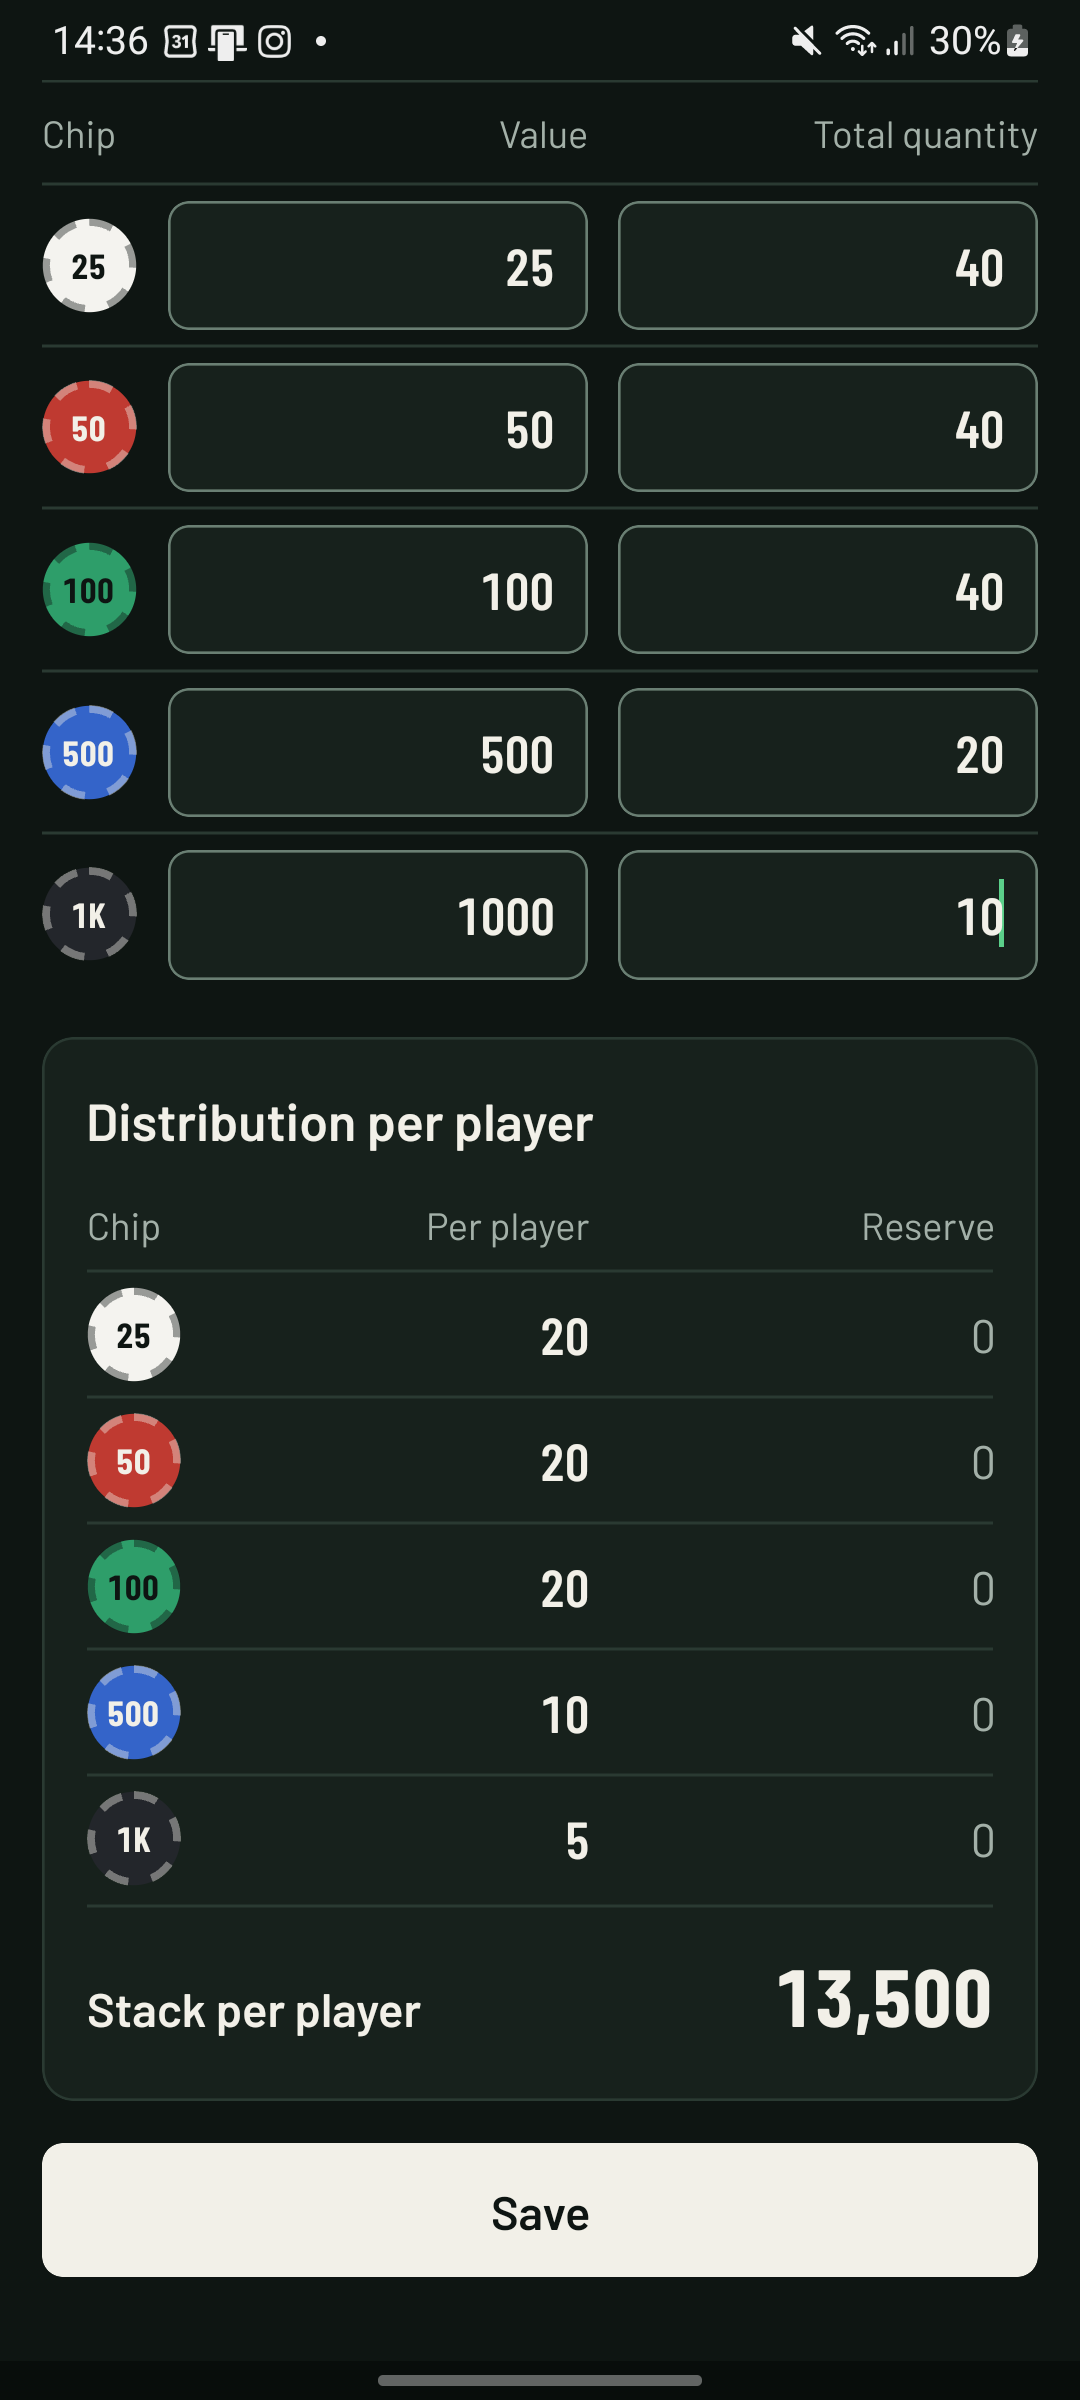 14:36 31 30%
Chip Value Total quantity
25 25 40
50 50 40
100 100 40
500 500 20
1K 1000 10
Distribution per player
Chip Per player Reserve
25 20 0
50 20 0
100 20 0
500 10 0
1K 5 0
Stack per player 13,500
Save